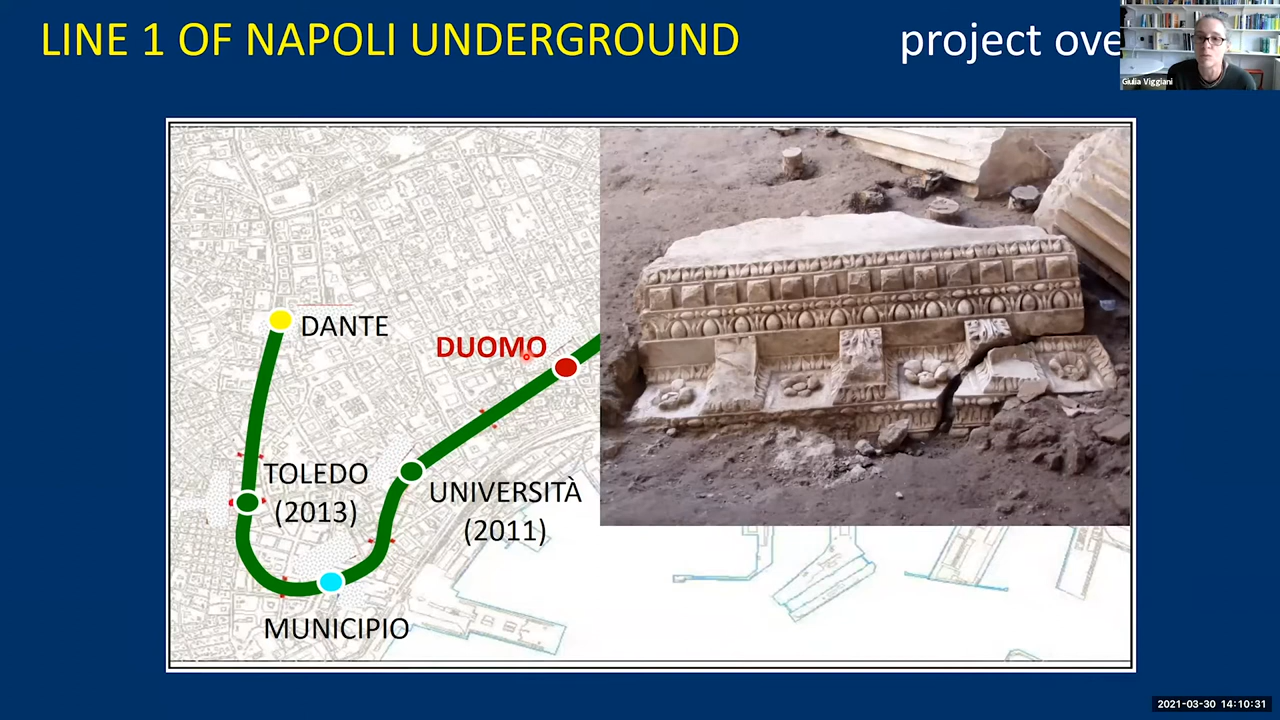 LINE 1 OF NAPOLI UNDERGROUND
project ove
Giulia Viggiani
DANTE
DUOMO
TOLEDO
(2013)
UNIVERSITÀ
(2011)
MUNICIPIO
2021-03-30 14:10:31